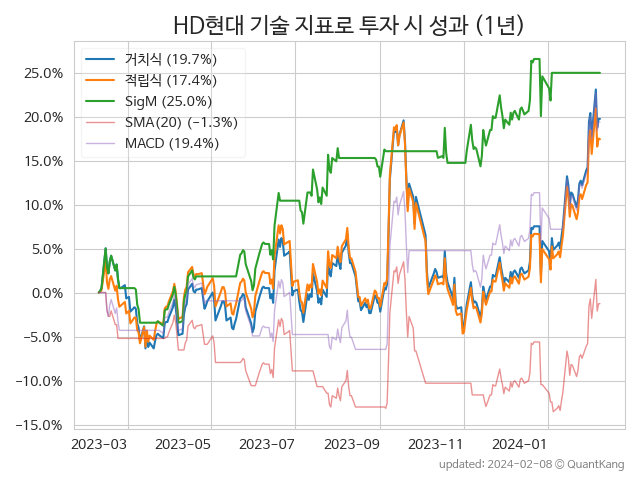 HD현대 기술 지표로 투자 시 성과 (1년)
거치식 (19.7%)
적립식 (17.4%)
SigM (25.0%)
SMA(20) (−1.3%)
MACD (19.4%)
25.0%
20.0%
15.0%
10.0%
5.0%
0.0%
−5.0%
−10.0%
−15.0%
2023-03 2023-05 2023-07 2023-09 2023-11 2024-01
updated: 2024-02-08 © QuantKang